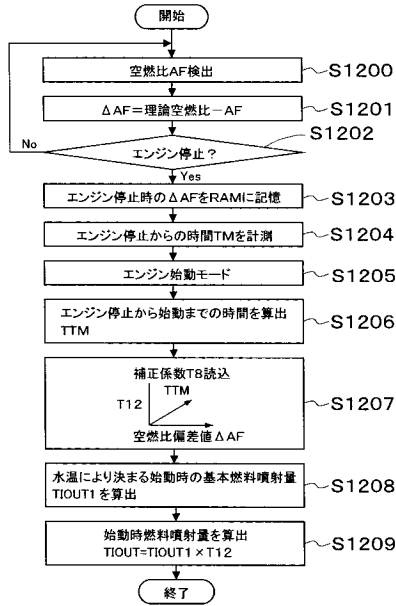 開始
空燃比AF検出
S1200
ΔAF=理論空燃比−AF
S1201
S1202
No
エンジン停止?
Yes
エンジン停止時のΔAFをRAMに記憶
S1203
エンジン停止からの時間TMを計測
S1204
エンジン始動モード
S1205
エンジン停止から始動までの時間を算出
TTM
S1206
補正係数T8読込
TTM
T12
空燃比偏差値ΔAF
S1207
水温により決まる始動時の基本燃料噴射量
TIOUT1を算出
S1208
始動時燃料噴射量を算出
TIOUT=TIOUT1×T12
S1209
終了